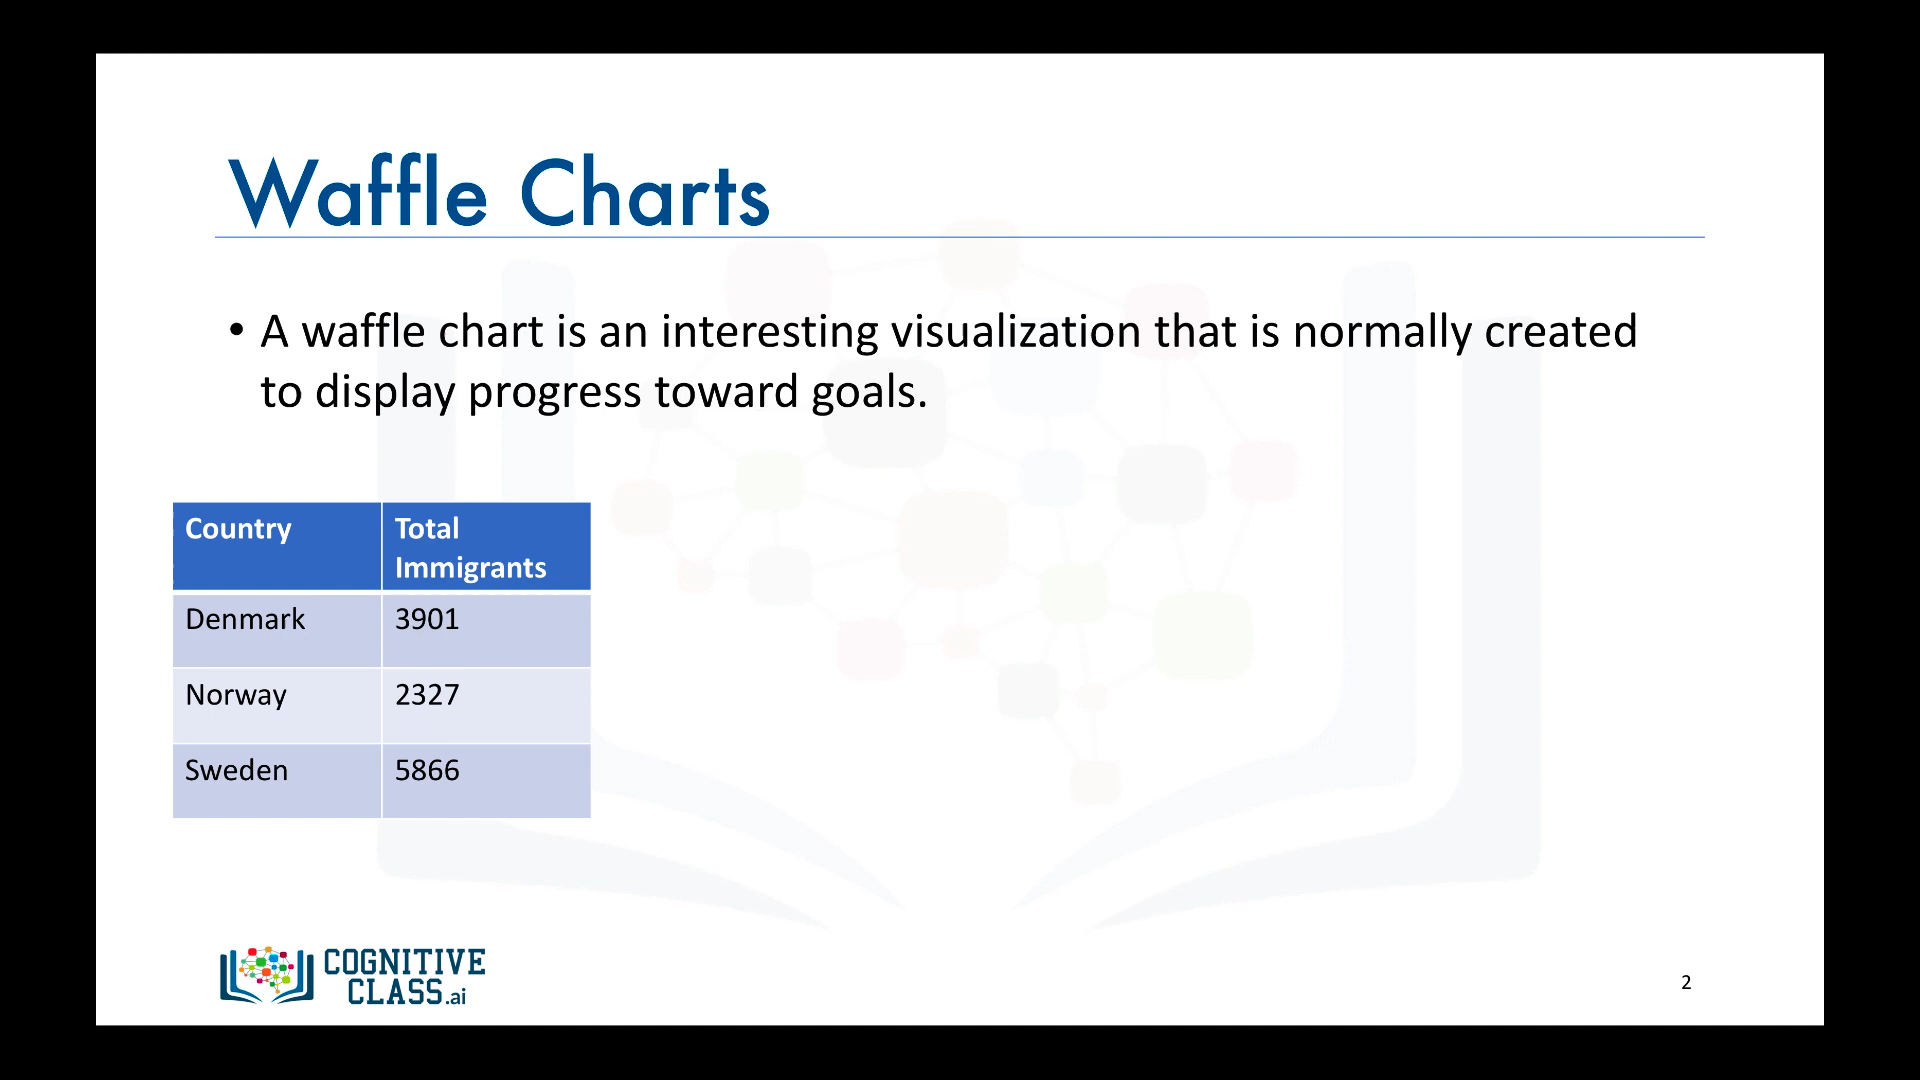 Waffle Charts
• A waffle chart is an interesting visualization that is normally created
to display progress toward goals.
Country
Total
Immigrants
Denmark
3901
Norway
2327
Sweden
5866
COGNITIVE
CLASS.ai
2